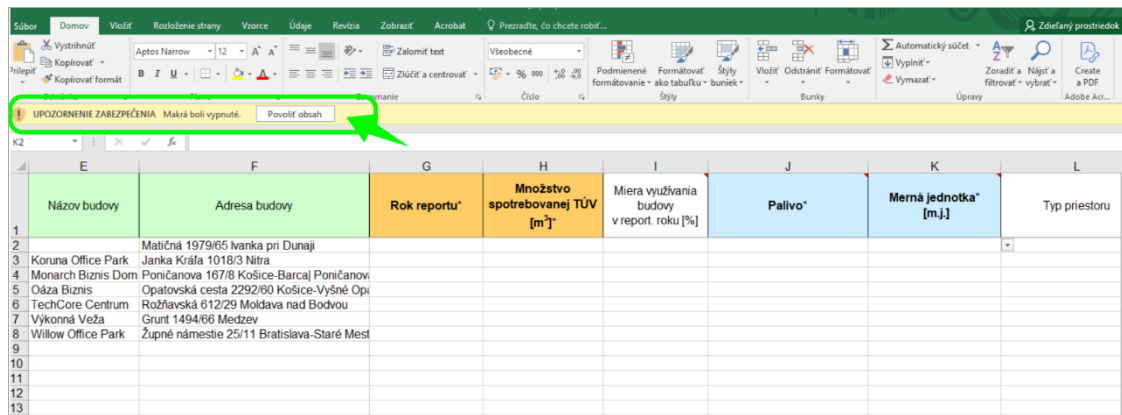 Súbor Domov Vložiť Rozloženie strany Vzorce Údaje Revízia Zobraziť Acrobat Prezraďte, čo chcete robiť... Zdieľaný prostriedok
Vystrihnúť
Kopírovať
Kopírovať formát
Aptos Narrow 12 A A
B I U A
Zalomiť text
Zlúčiť a centrovať
Všeobecné
% 000
Podmienené formátovanie
Formátovať ako tabuľku
Štýly buniek
Vložiť Odstrániť Formátovať
Automatický súčet
Vyplniť
Vymazať
Zoradiť a filtrovať
Nájsť a vybrať
Create a PDF
Číslo Štýly Bunky Úpravy Adobe Acr...
UPOZORNENIE ZABEZPEČENIA Makrá boli vypnuté. Povoliť obsah
K2 fx
E F G H I J K L
1 Názov budovy Adresa budovy Rok reportu* Množstvo spotrebovanej TÚV [m³]* Miera využívania budovy v report. roku [%] Palivo* Merná jednotka* [m.j.] Typ priestoru
2 Matičná 1979/65 Ivanka pri Dunaji
3 Koruna Office Park Janka Kráľa 1018/3 Nitra
4 Monarch Biznis Dom Poničanova 167/8 Košice-Barca| Poničanov
5 Oáza Biznis Opatovská cesta 2292/60 Košice-Vyšné Opa
6 TechCore Centrum Rožňavská 612/29 Moldava nad Bodvou
7 Výkonná Veža Grunt 1494/66 Medzev
8 Willow Office Park Župné námestie 25/11 Bratislava-Staré Mest
9
10
11
12
13